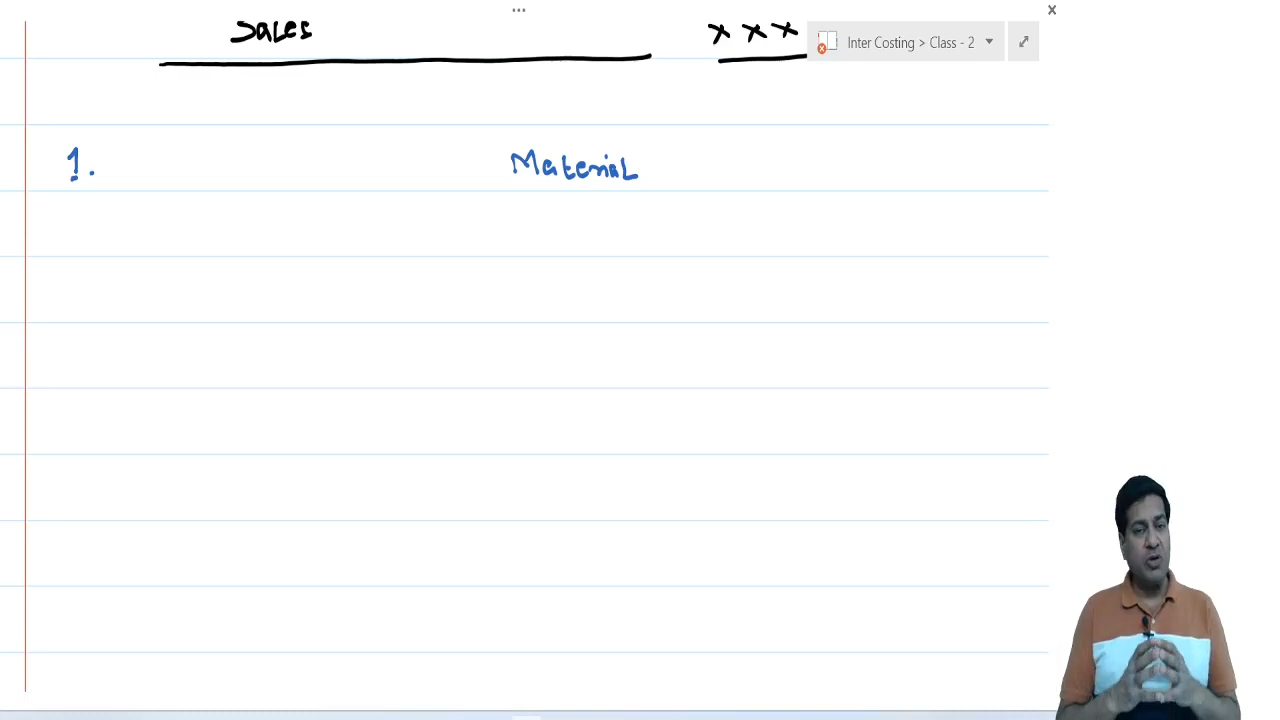 ...
Sales xxx
Inter Costing > Class - 2
1. Material